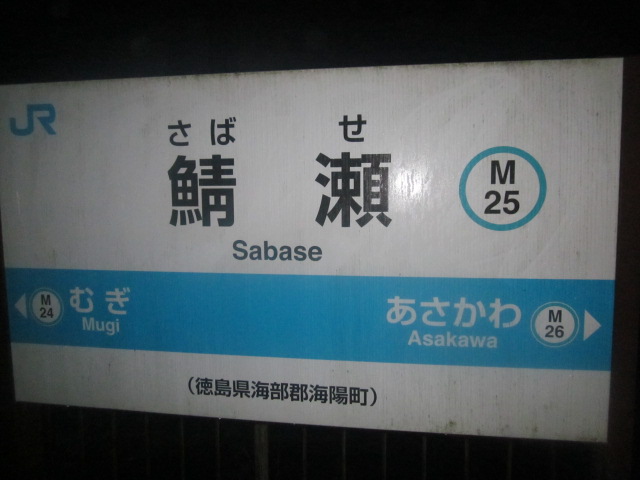 JR
さば せ
鯖瀬
M
25
Sabase
M
24
むぎ
Mugi
あさかわ
Asakawa
M
26
(徳島県海部郡海陽町)